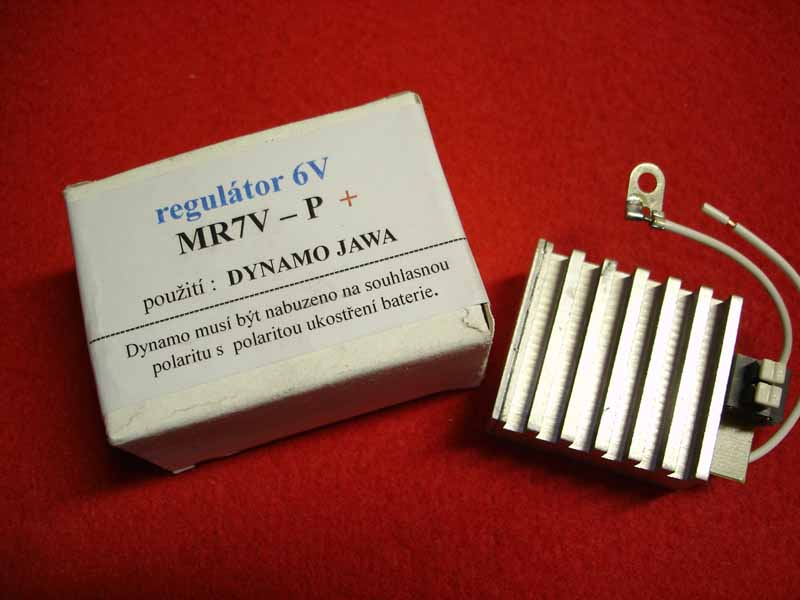 regulátor 6V
MR7V – P +
použití : DYNAMO JAWA
Dynamo musí být nabuzeno na souhlasnou
polaritu s polaritou ukostření baterie.